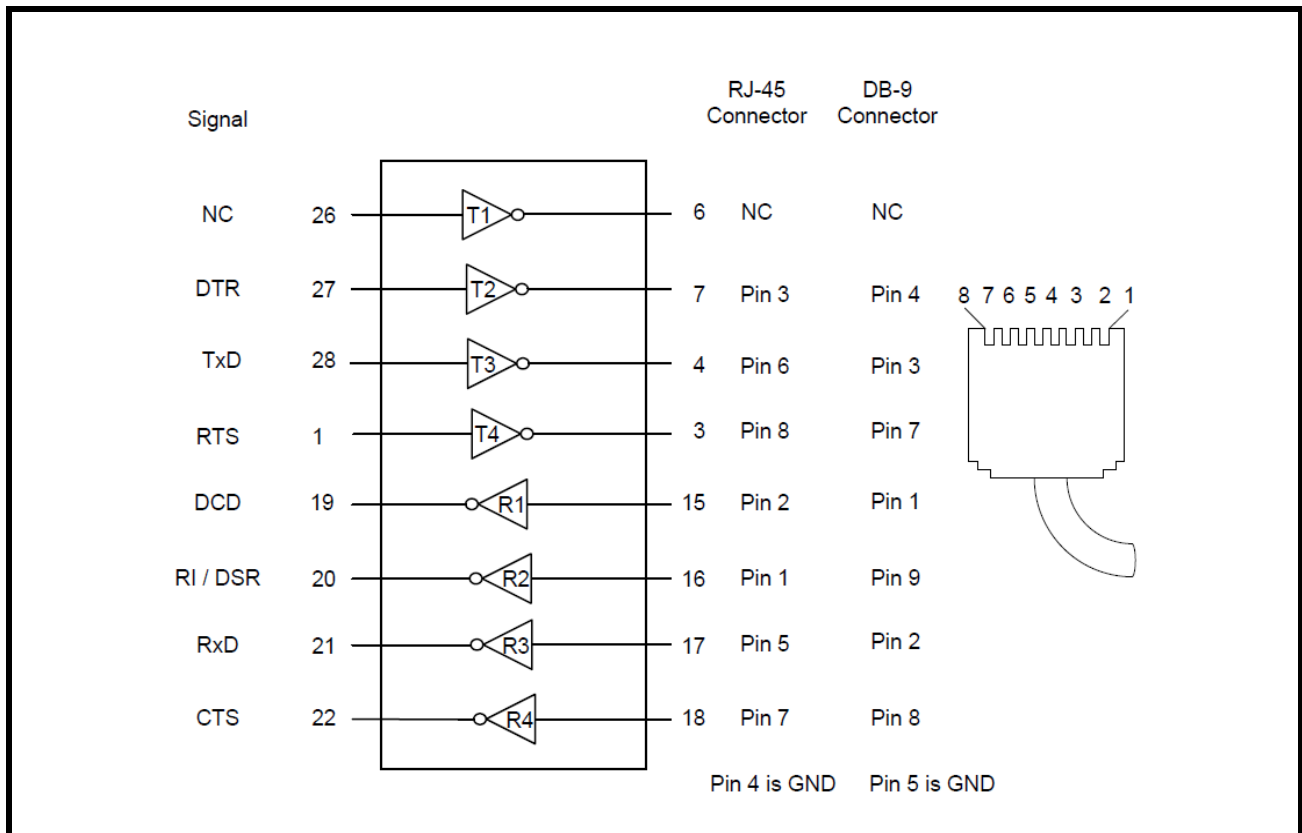 RJ-45 DB-9
Signal Connector Connector
NC 26 T1 6 NC NC
DTR 27 T2 7 Pin 3 Pin 4
8 7 6 5 4 3 2 1
TxD 28 T3 4 Pin 6 Pin 3
RTS 1 T4 3 Pin 8 Pin 7
DCD 19 R1 15 Pin 2 Pin 1
RI / DSR 20 R2 16 Pin 1 Pin 9
RxD 21 R3 17 Pin 5 Pin 2
CTS 22 R4 18 Pin 7 Pin 8
Pin 4 is GND Pin 5 is GND